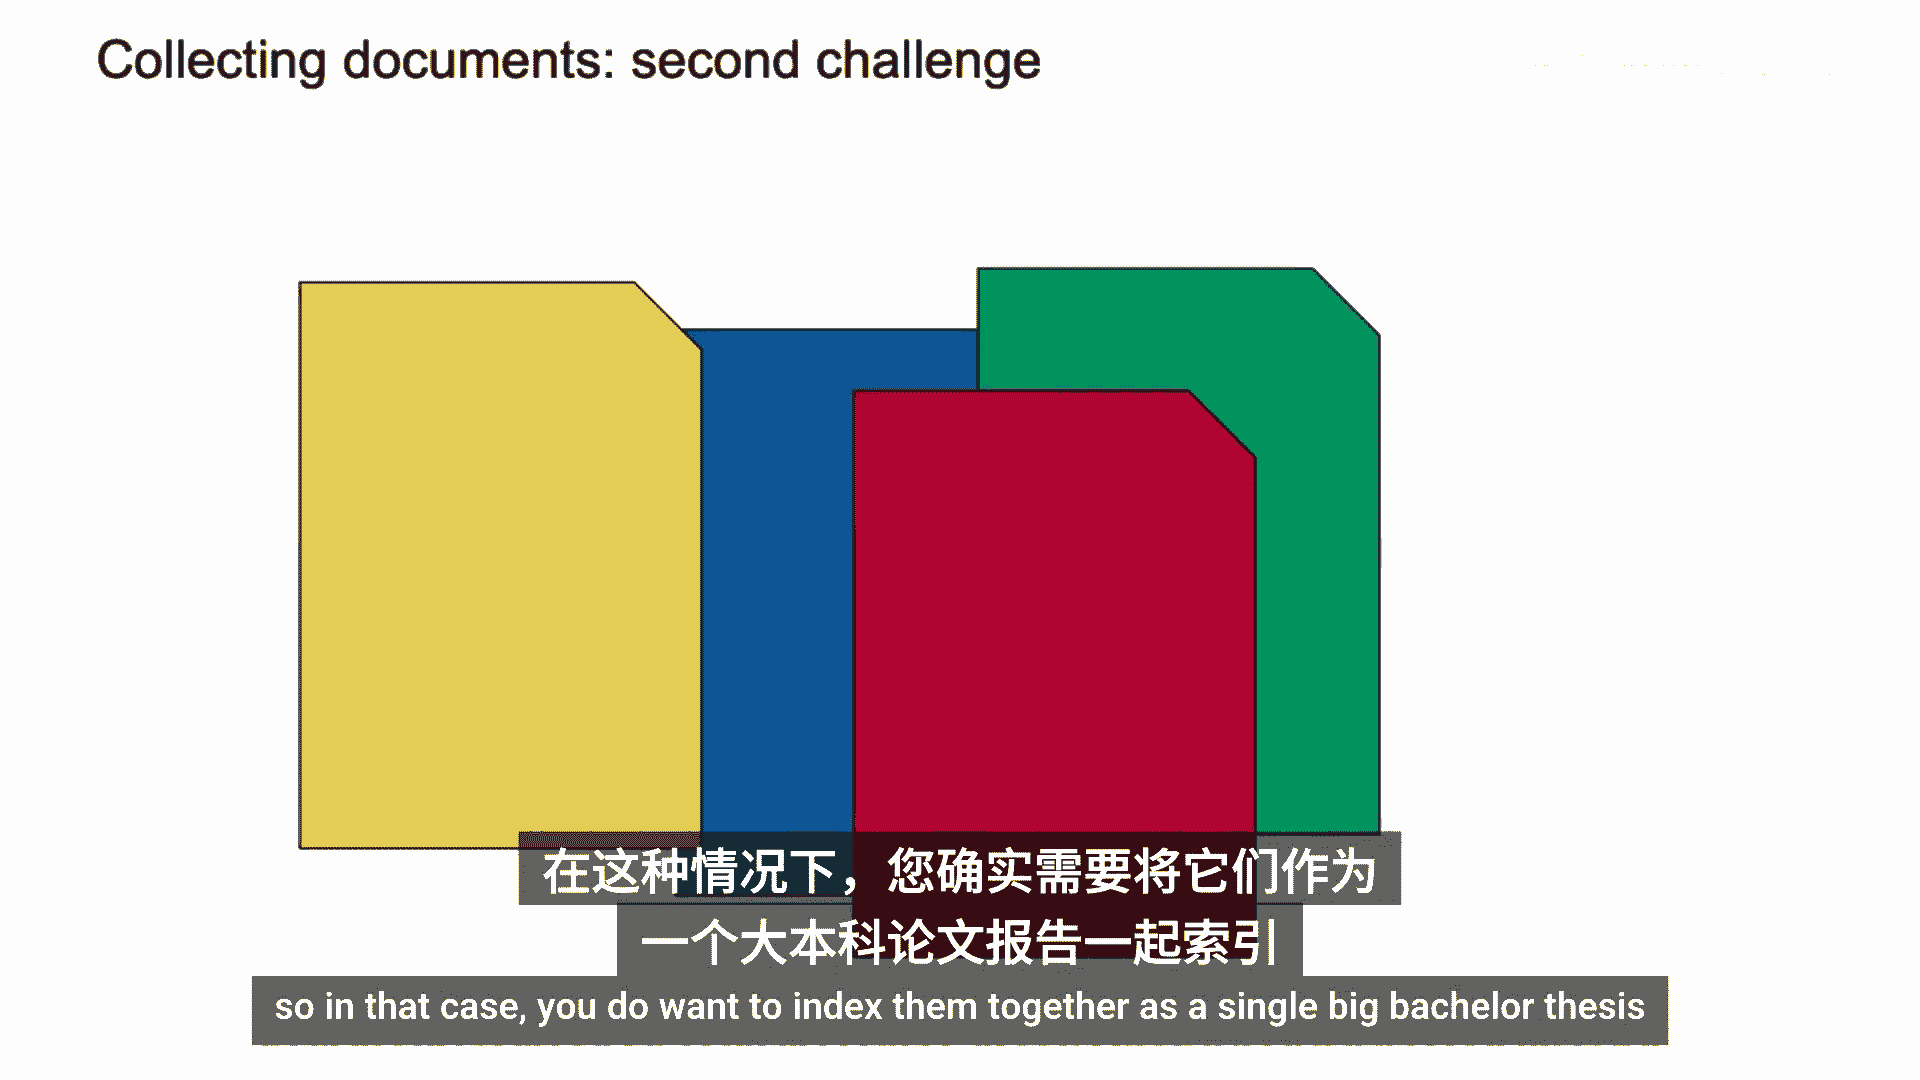 Collecting documents: second challenge
在这种情况下，您确实需要将它们作为
一个大本科论文报告一起索引
so in that case, you do want to index them together as a single big bachelor thesis